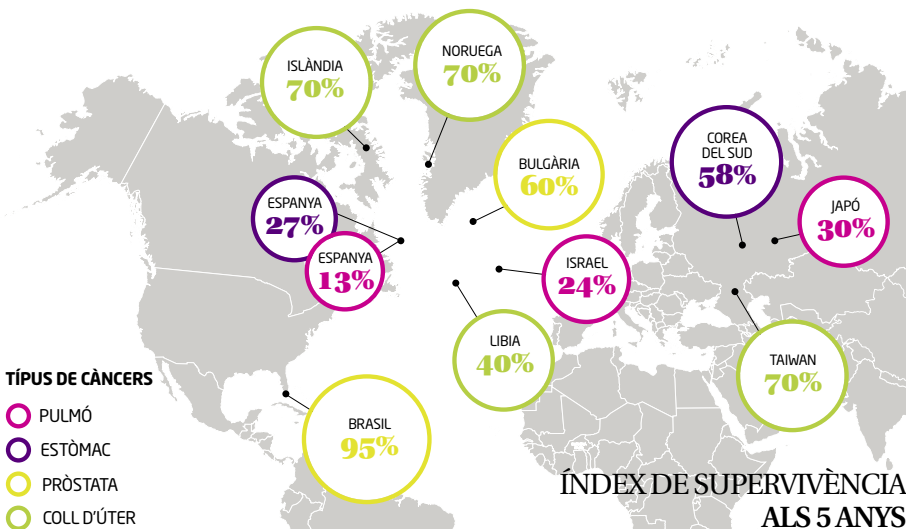 ISLÀNDIA
70%
NORUEGA
70%
BULGÀRIA
60%
COREA
DEL SUD
58%
JAPÓ
30%
ESPANYA
27%
ESPANYA
13%
ISRAEL
24%
LIBIA
40%
TAIWAN
70%
BRASIL
95%
TÍPUS DE CÀNCERS
PULMÓ
ESTÒMAC
PRÒSTATA
COLL D'ÚTER
ÍNDEX DE SUPERVIVÈNCIA
ALS 5 ANYS